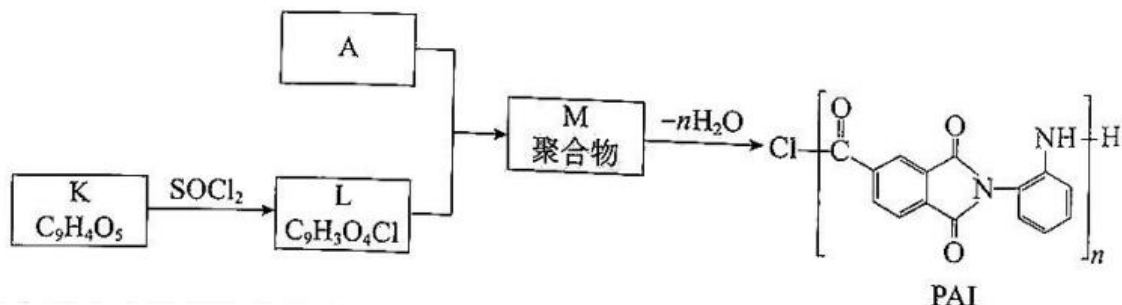 A
K
C₉H₄O₅
SOCl₂
L
C₉H₃O₄Cl
M
聚合物
−nH₂O
Cl
C
O
O
N
O
NH
H
n
PAI